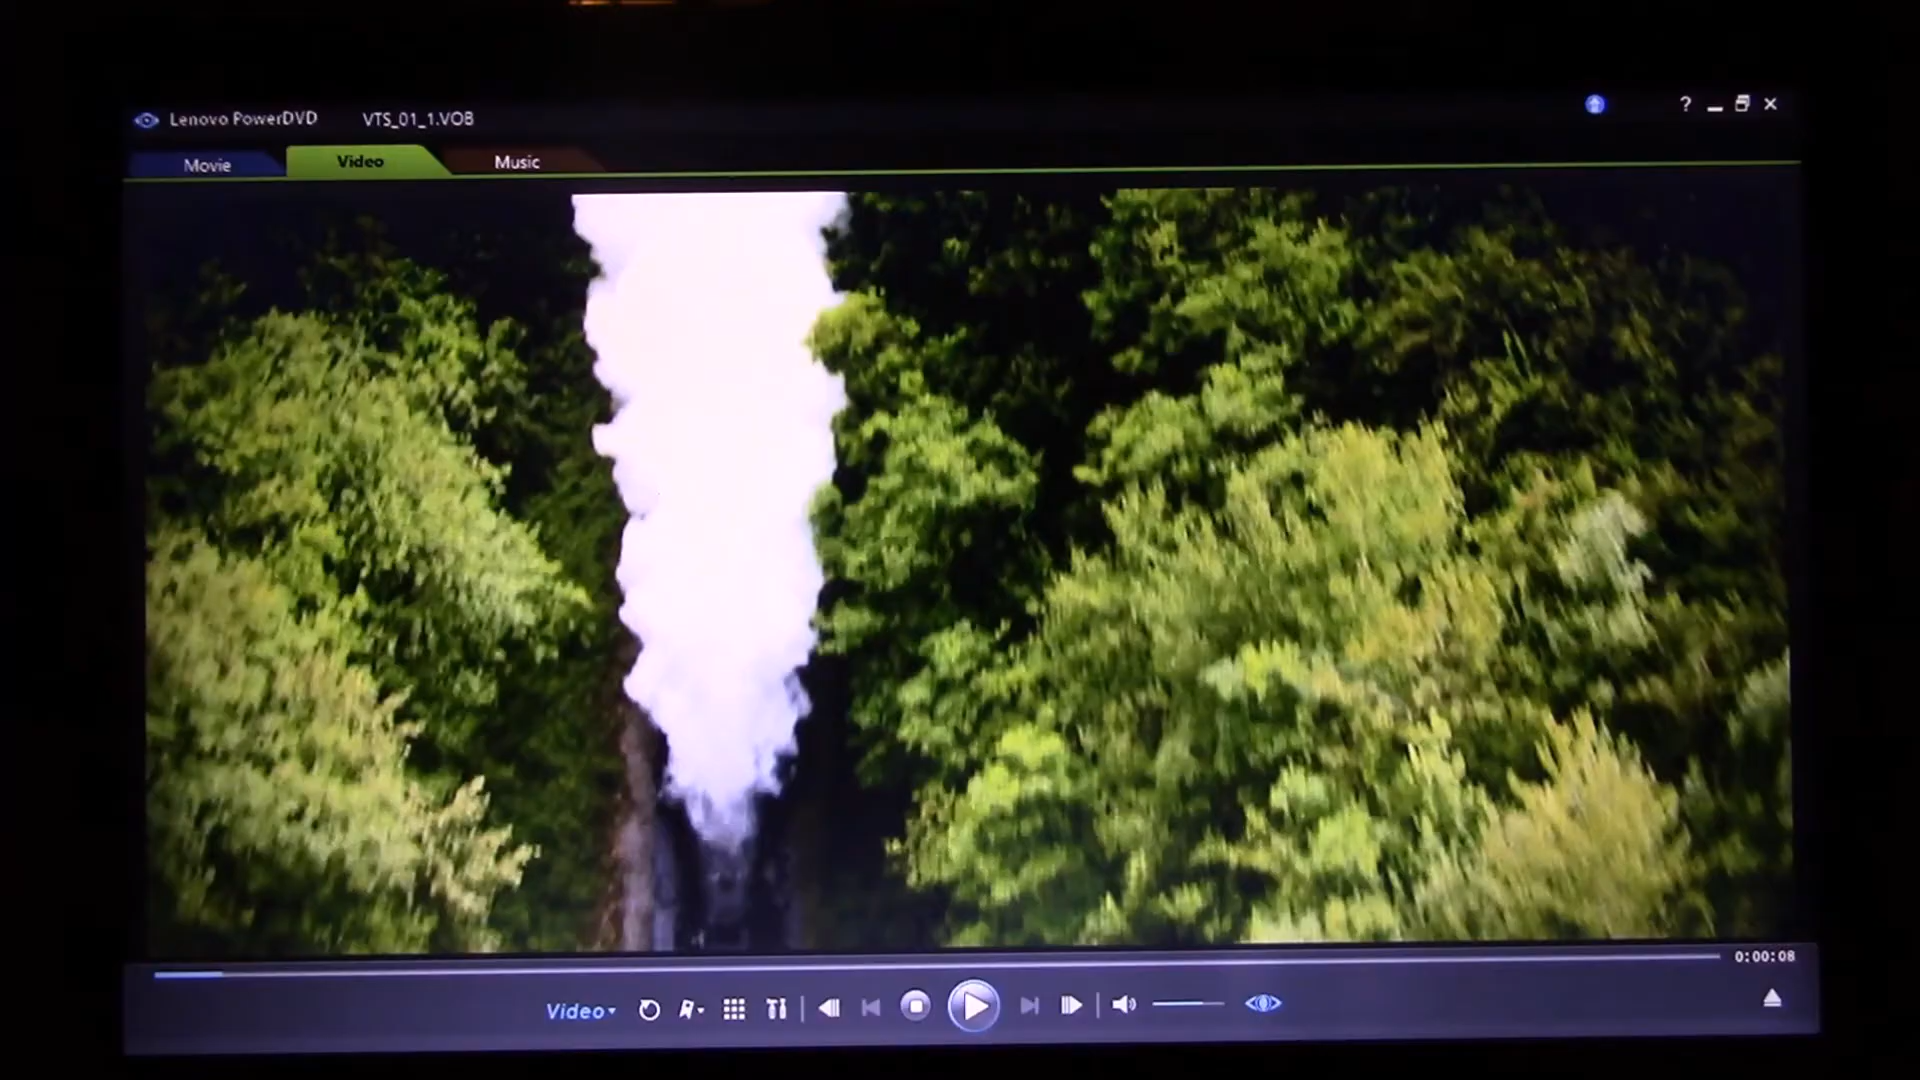 Lenovo PowerDVD VTS_01_1.VOB
?
Movie Video Music
0:00:08
Video